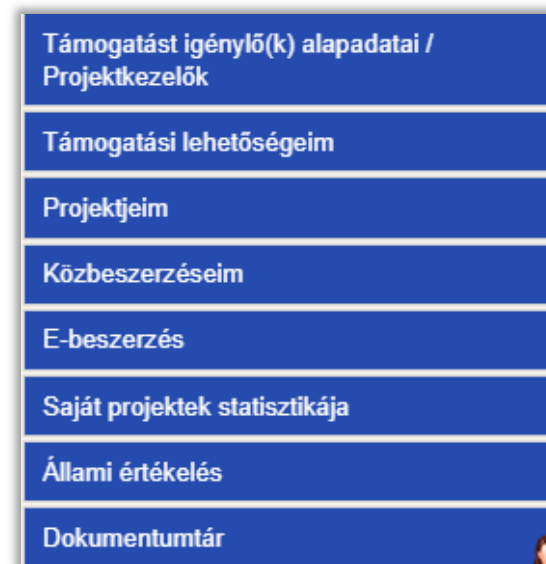 Támogatást igénylő(k) alapadatai /
Projektkezelők
Támogatási lehetőségeim
Projektjeim
Közbeszerzéseim
E-beszerzés
Saját projektek statisztikája
Állami értékelés
Dokumentumtár